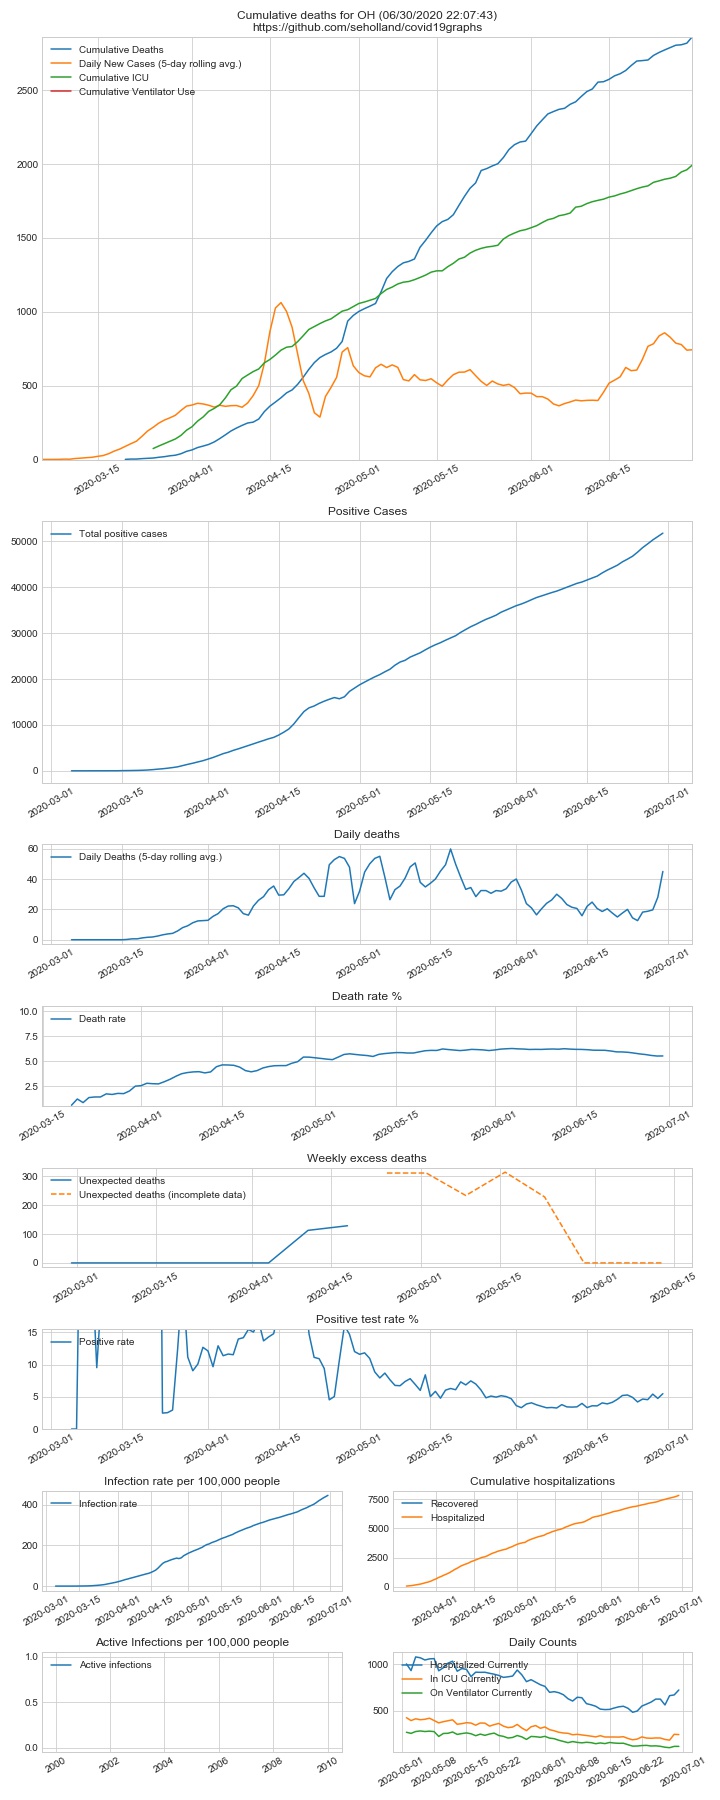 Cumulative deaths for OH (06/30/2020 22:07:43)
https://github.com/seholland/covid19graphs
Cumulative Deaths
Daily New Cases (5-day rolling avg.)
Cumulative ICU
Cumulative Ventilator Use
2500
2000
1500
1000
500
0
2020-03-15 2020-04-01 2020-04-15 2020-05-01 2020-05-15 2020-06-01 2020-06-15
Positive Cases
Total positive cases
50000
40000
30000
20000
10000
0
2020-03-01 2020-03-15 2020-04-01 2020-04-15 2020-05-01 2020-05-15 2020-06-01 2020-06-15 2020-07-01
Daily deaths
Daily Deaths (5-day rolling avg.)
60
40
20
0
2020-03-01 2020-03-15 2020-04-01 2020-04-15 2020-05-01 2020-05-15 2020-06-01 2020-06-15 2020-07-01
Death rate %
Death rate
10.0
7.5
5.0
2.5
2020-03-15 2020-04-01 2020-04-15 2020-05-01 2020-05-15 2020-06-01 2020-06-15 2020-07-01
Weekly excess deaths
Unexpected deaths
Unexpected deaths (incomplete data)
300
200
100
0
2020-03-01 2020-03-15 2020-04-01 2020-04-15 2020-05-01 2020-05-15 2020-06-01 2020-06-15
Positive test rate %
Positive rate
15
10
5
0
2020-03-01 2020-03-15 2020-04-01 2020-04-15 2020-05-01 2020-05-15 2020-06-01 2020-06-15 2020-07-01
Infection rate per 100,000 people
Infection rate
400
200
0
2020-03-01 2020-03-15 2020-04-01 2020-04-15 2020-05-01 2020-05-15 2020-06-01 2020-06-15 2020-07-01
Cumulative hospitalizations
Recovered
Hospitalized
7500
5000
2500
0
2020-04-01 2020-04-15 2020-05-01 2020-05-15 2020-06-01 2020-06-15 2020-07-01
Active Infections per 100,000 people
Active infections
1.0
0.5
0.0
2000 2002 2004 2006 2008 2010
Daily Counts
Hospitalized Currently
In ICU Currently
On Ventilator Currently
1000
500
2020-05-01 2020-05-08 2020-05-15 2020-05-22 2020-06-01 2020-06-08 2020-06-15 2020-06-22 2020-07-01